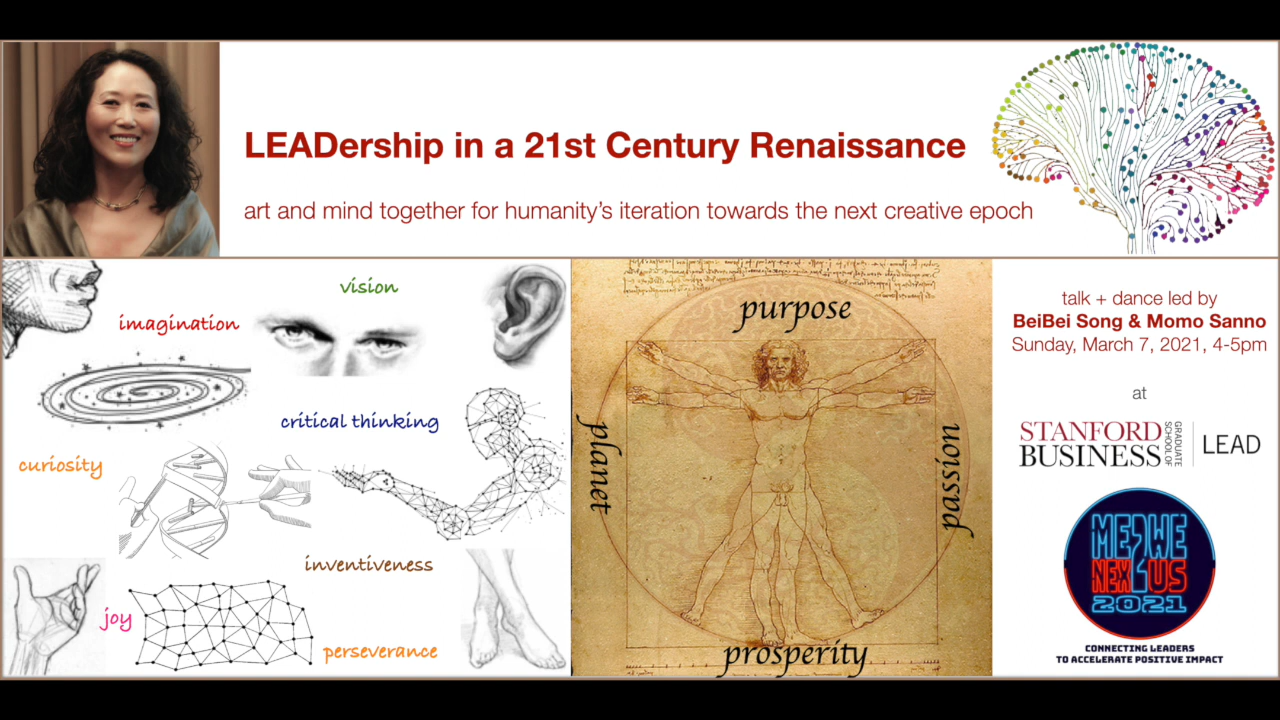 LEADership in a 21st Century Renaissance
art and mind together for humanity's iteration towards the next creative epoch
vision
imagination
critical thinking
curiosity
inventiveness
joy
perseverance
purpose
planet
passion
prosperity
talk + dance led by
BeiBei Song & Momo Sanno
Sunday, March 7, 2021, 4-5pm
at
STANFORD
BUSINESS
GRADUATE
SCHOOL OF
LEAD
ME2WE
NEXUS
2021
CONNECTING LEADERS
TO ACCELERATE POSITIVE IMPACT